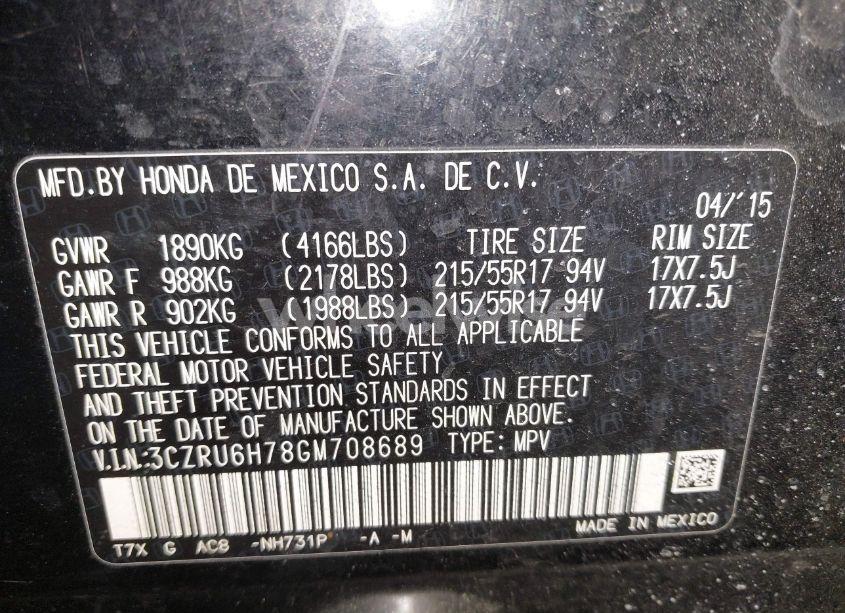 MFD.BY HONDA DE MEXICO S.A. DE C.V.
04/'15
GVWR 1890KG (4166LBS) TIRE SIZE RIM SIZE
GAWR F 988KG (2178LBS) 215/55R17 94V 17X7.5J
GAWR R 902KG (1988LBS) 215/55R17 94V 17X7.5J
THIS VEHICLE CONFORMS TO ALL APPLICABLE
FEDERAL MOTOR VEHICLE SAFETY
AND THEFT PREVENTION STANDARDS IN EFFECT
ON THE DATE OF MANUFACTURE SHOWN ABOVE.
V.I.N.:3CZRU6H78GM708689 TYPE: MPV
MADE IN MEXICO
T7X G AC8 -NH731P -A -M